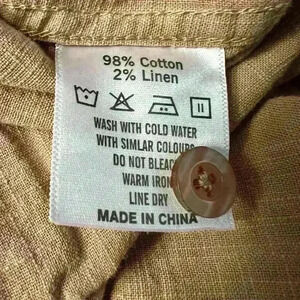 98% Cotton
2% Linen
WASH WITH COLD WATER
WITH SIMILAR COLOURS
DO NOT BLEACH
WARM IRON
LINE DRY
MADE IN CHINA